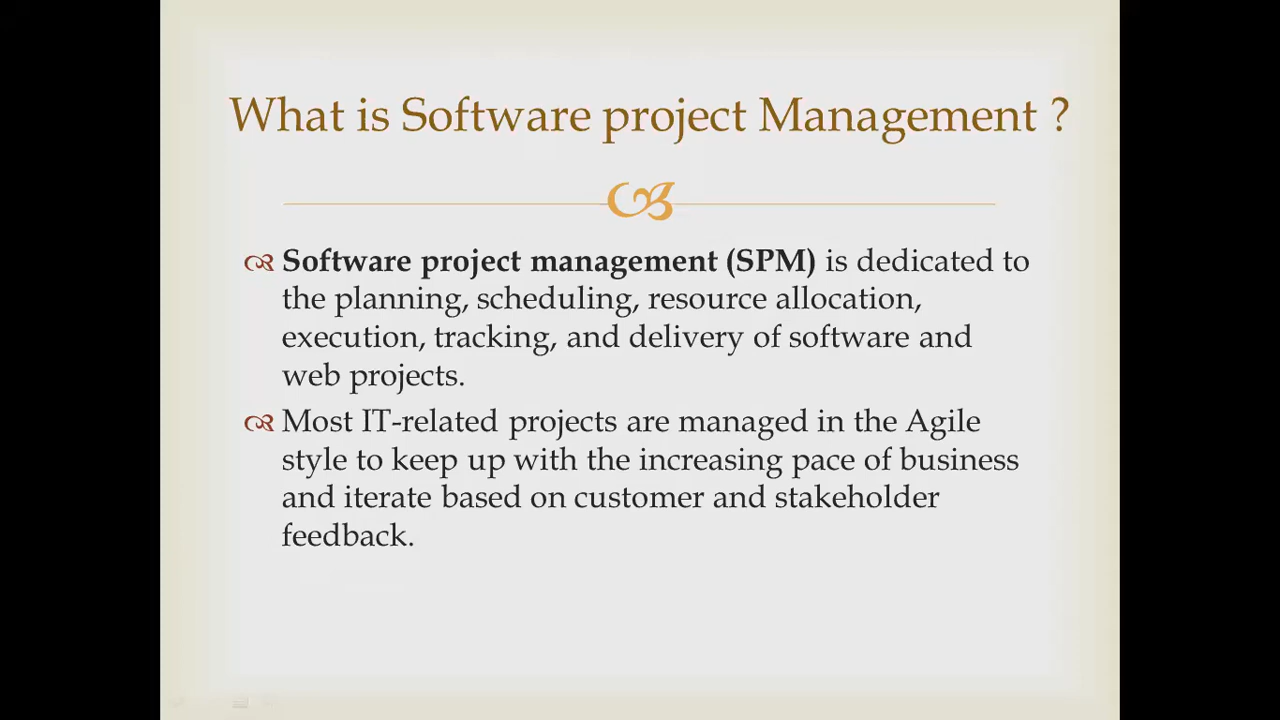 What is Software project Management ?
Software project management (SPM) is dedicated to
the planning, scheduling, resource allocation,
execution, tracking, and delivery of software and
web projects.
Most IT-related projects are managed in the Agile
style to keep up with the increasing pace of business
and iterate based on customer and stakeholder
feedback.